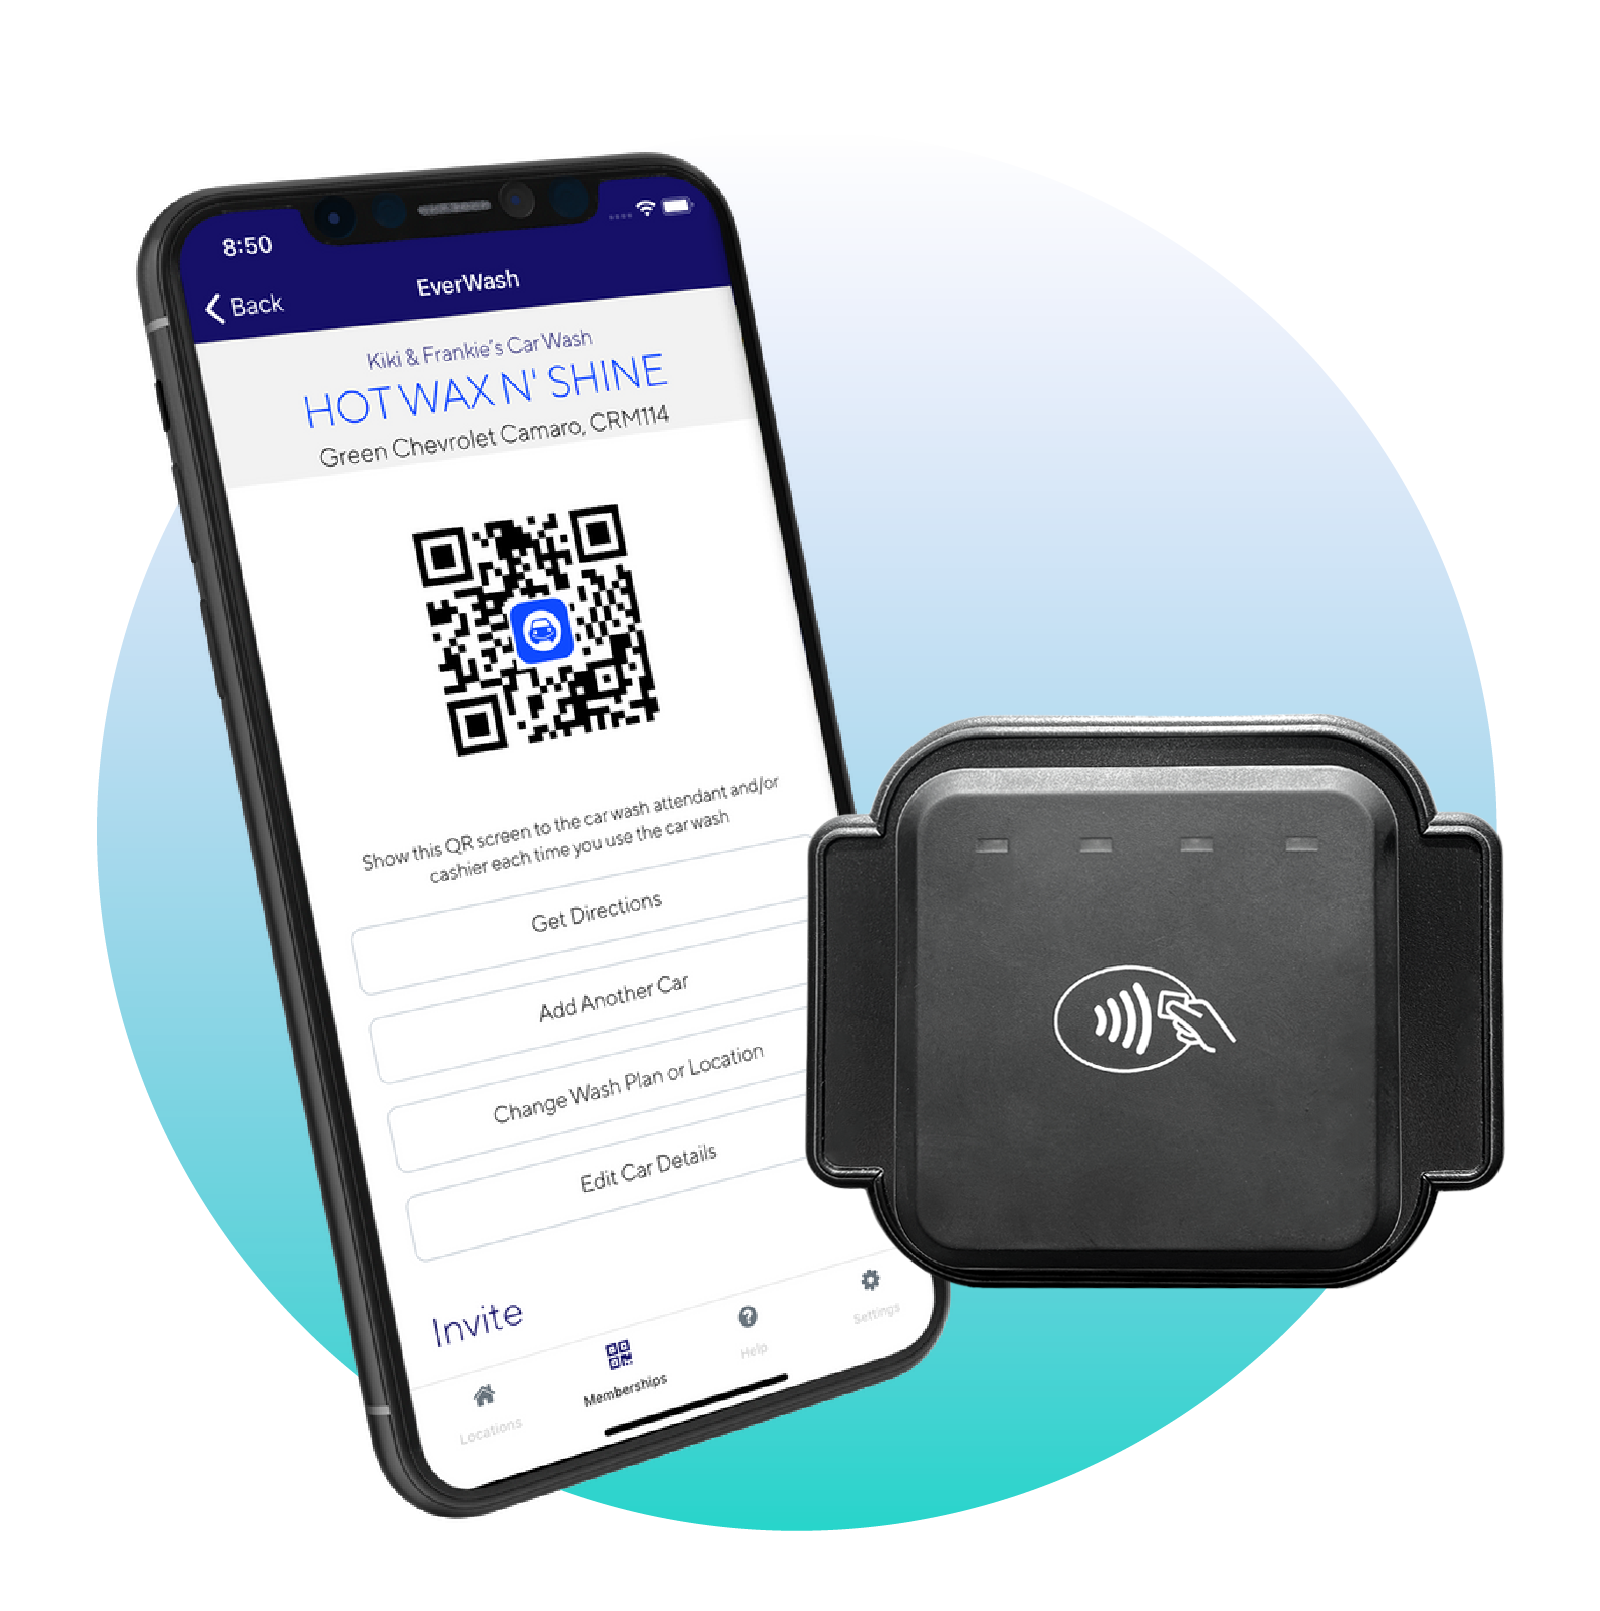 8:50
Back
EverWash
Kiki & Frankie's Car Wash
HOT WAX N' SHINE
Green Chevrolet Camaro, CRM114
Show this QR screen to the car wash attendant and/or
cashier each time you use the car wash
Get Directions
Add Another Car
Change Wash Plan or Location
Edit Car Details
Invite
Locations
Memberships
Help
Settings